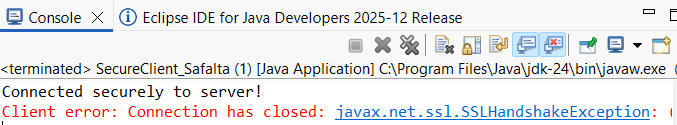 Console
Eclipse IDE for Java Developers 2025-12 Release
<terminated> SecureClient_Safalta (1) [Java Application] C:\Program Files\Java\jdk-24\bin\javaw.exe
Connected securely to server!
Client error: Connection has closed: javax.net.ssl.SSLHandshakeException: (